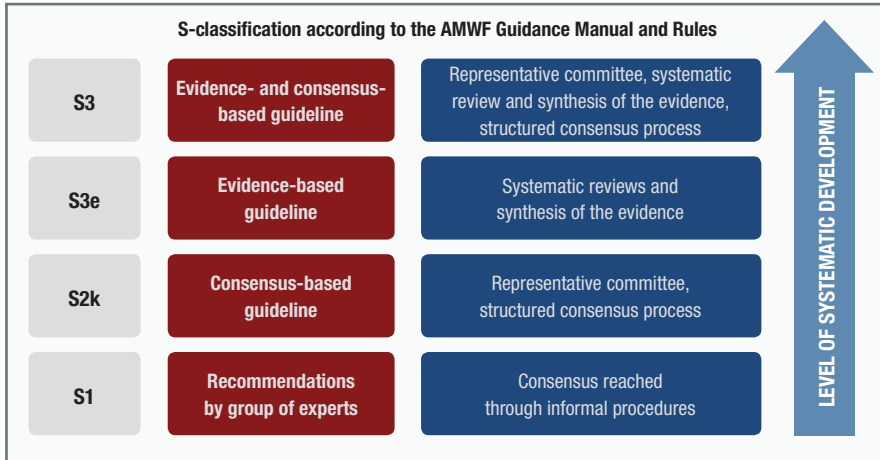 S-classification according to the AMWF Guidance Manual and Rules
S3
Evidence- and consensus-
based guideline
Representative committee, systematic
review and synthesis of the evidence,
structured consensus process
S3e
Evidence-based
guideline
Systematic reviews and
synthesis of the evidence
S2k
Consensus-based
guideline
Representative committee,
structured consensus process
S1
Recommendations
by group of experts
Consensus reached
through informal procedures
LEVEL OF SYSTEMATIC DEVELOPMENT